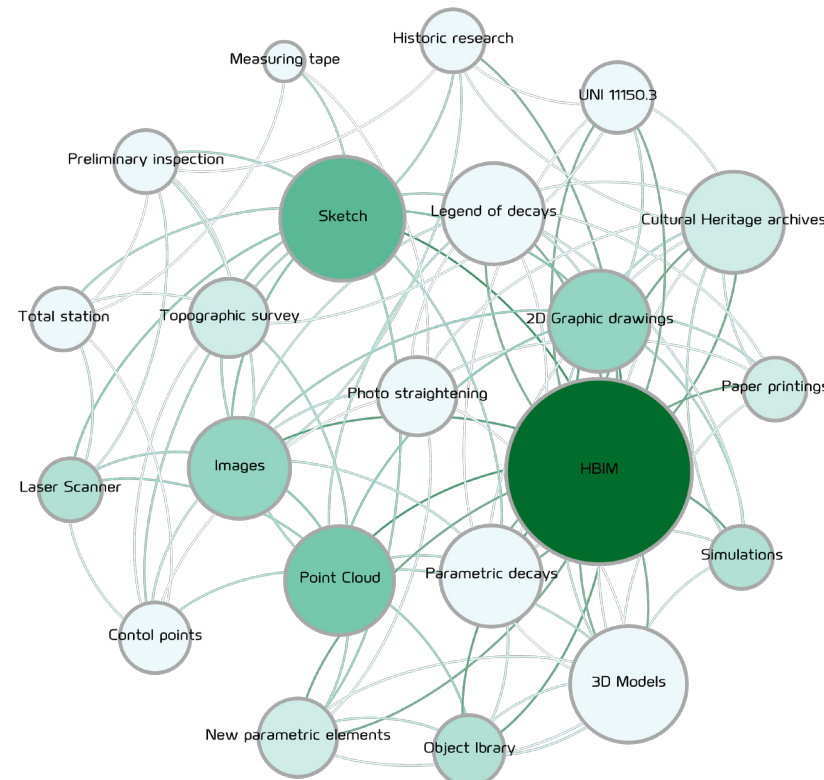 Historic research
Measuring tape
UNI 11150.3
Preliminary inspection
Sketch
Legend of decays
Cultural Heritage archives
Total station
Topographic survey
2D Graphic drawings
Photo straightening
Paper printings
Images
HBIM
Laser Scanner
Simulations
Point Cloud
Parametric decays
Contol points
3D Models
New parametric elements
Object lbrary